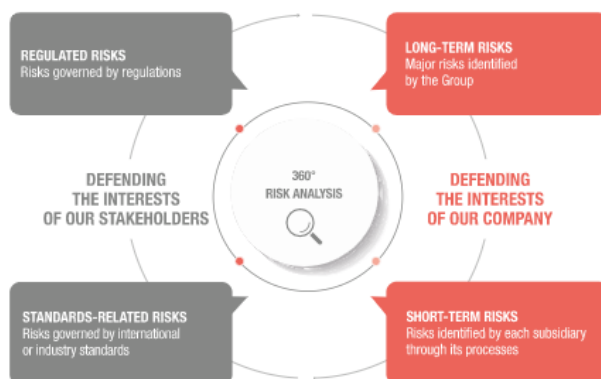 REGULATED RISKS
Risks governed by regulations
LONG-TERM RISKS
Major risks identified
by the Group
DEFENDING
THE INTERESTS
OF OUR STAKEHOLDERS
360°
RISK ANALYSIS
DEFENDING
THE INTERESTS
OF OUR COMPANY
STANDARDS-RELATED RISKS
Risks governed by international
or industry standards
SHORT-TERM RISKS
Risks identified by each subsidiary
through its processes